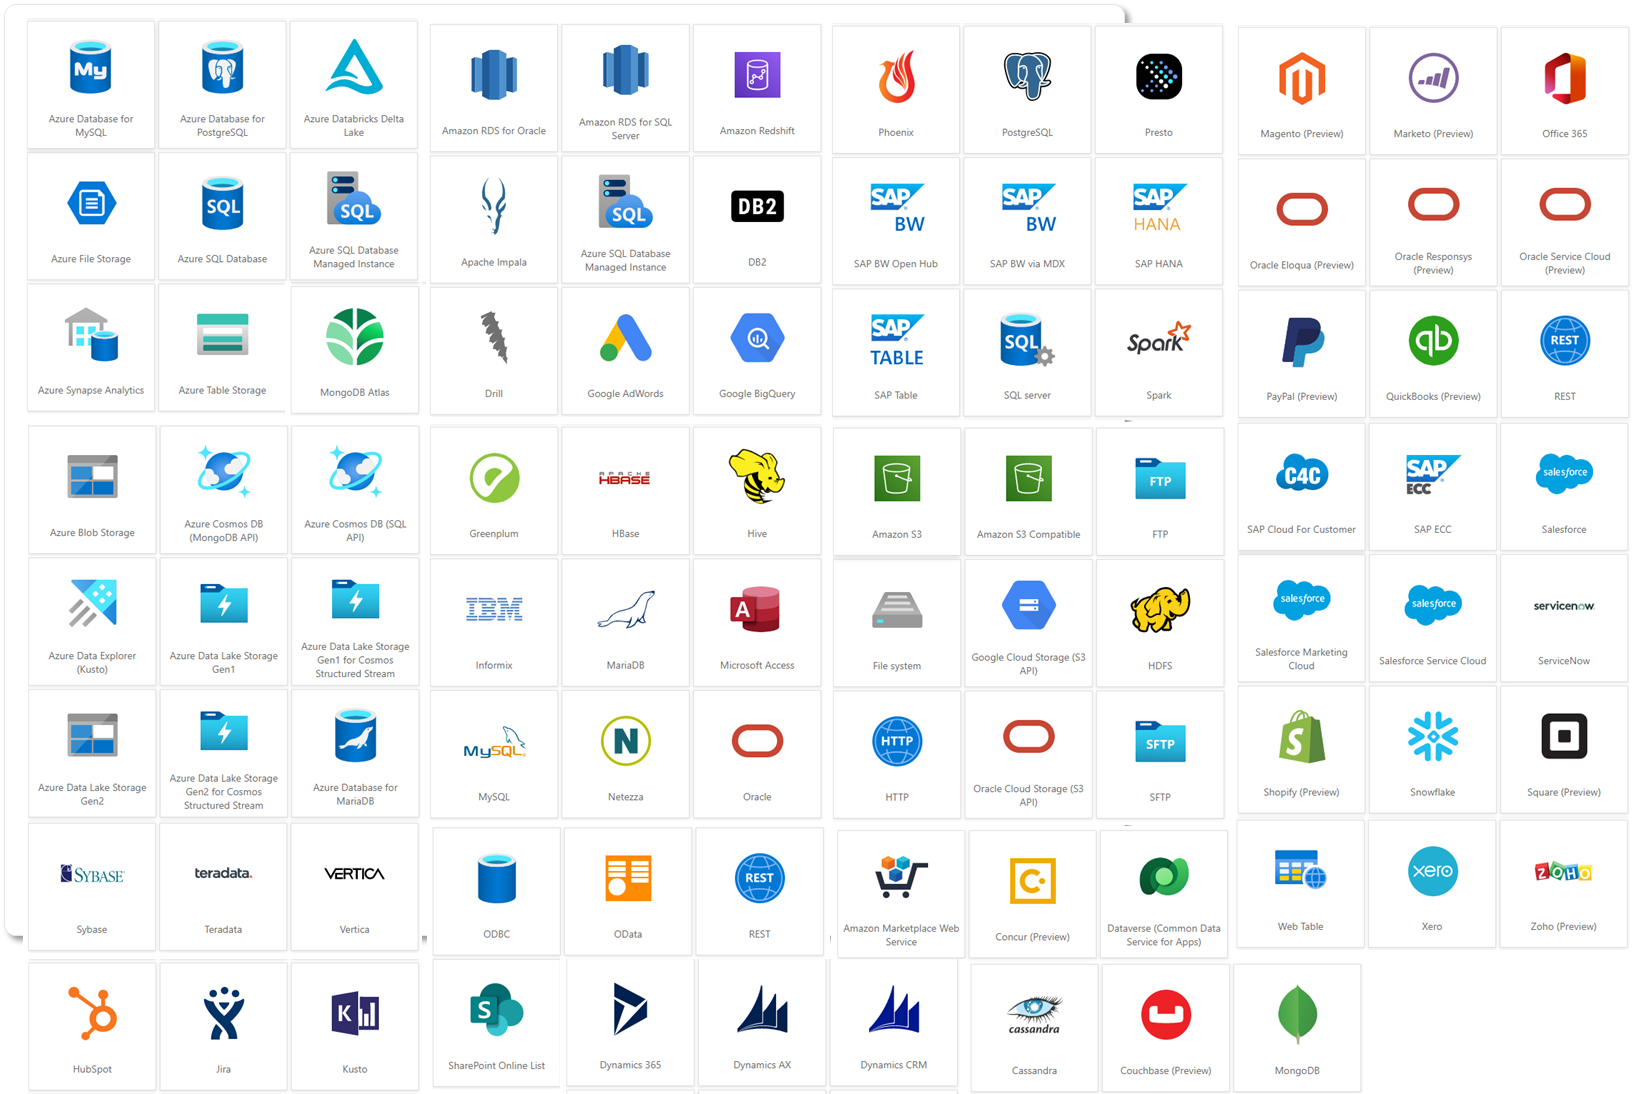 My
Azure Database for
MySQL
Azure Database for
PostgreSQL
Azure Databricks Delta
Lake
Amazon RDS for Oracle
Amazon RDS for SQL
Server
Amazon Redshift
Phoenix
PostgreSQL
Presto
Magento (Preview)
Marketo (Preview)
Office 365
Azure File Storage
SQL
Azure SQL Database
SQL
Azure SQL Database
Managed Instance
Apache Impala
SQL
Azure SQL Database
Managed Instance
DB2
DB2
SAP
BW
SAP BW Open Hub
SAP
BW
SAP BW via MDX
SAP
HANA
SAP HANA
Oracle Eloqua (Preview)
Oracle Responsys
(Preview)
Oracle Service Cloud
(Preview)
Azure Synapse Analytics
Azure Table Storage
MongoDB Atlas
Drill
Google AdWords
Google BigQuery
SAP
TABLE
SAP Table
SQL
SQL server
Spark
Spark
PayPal (Preview)
qb
QuickBooks (Preview)
REST
REST
Azure Blob Storage
Azure Cosmos DB
(MongoDB API)
Azure Cosmos DB (SQL
API)
Greenplum
APACHE
HBASE
HBase
Hive
Amazon S3
Amazon S3 Compatible
FTP
FTP
C4C
SAP Cloud For Customer
SAP
ECC
SAP ECC
salesforce
Salesforce
Azure Data Explorer
(Kusto)
Azure Data Lake Storage
Gen1
Azure Data Lake Storage
Gen1 for Cosmos
Structured Stream
IBM
Informix
MariaDB
A
Microsoft Access
File system
Google Cloud Storage (S3
API)
HDFS
salesforce
Salesforce Marketing
Cloud
salesforce
Salesforce Service Cloud
servicenow
ServiceNow
Azure Data Lake Storage
Gen2
Azure Data Lake Storage
Gen2 for Cosmos
Structured Stream
Azure Database for
MariaDB
MySQL
MySQL
N
Netezza
Oracle
HTTP
HTTP
Oracle Cloud Storage (S3
API)
SFTP
SFTP
S
Shopify (Preview)
Snowflake
Square (Preview)
SYBASE
Sybase
teradata.
Teradata
VERTICA
Vertica
ODBC
OData
REST
REST
Amazon Marketplace Web
Service
C
Concur (Preview)
Dataverse (Common Data
Service for Apps)
Web Table
xero
Xero
ZOHO
Zoho (Preview)
HubSpot
Jira
K
Kusto
S
SharePoint Online List
Dynamics 365
Dynamics AX
Dynamics CRM
cassandra
Cassandra
Couchbase (Preview)
MongoDB